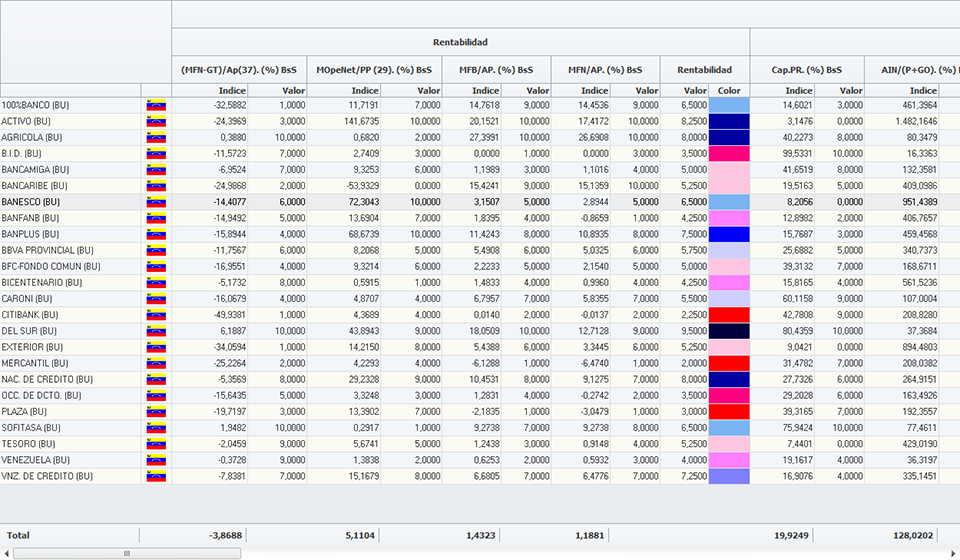 Rentabilidad
(MFN-GT)/Ap(37). (%) BsS MOpeNet/PP (29). (%) BsS MFB/AP. (%) BsS MFN/AP. (%) BsS Rentabilidad Cap.PR. (%) BsS AIN/(P+GO). (%)
Indice Valor Indice Valor Indice Valor Indice Valor Valor Color Indice Valor Indice
100%BANCO (BU) -32,5882 1,0000 11,7191 7,0000 14,7618 9,0000 14,4536 9,0000 6,5000 14,6021 3,0000 461,3964
ACTIVO (BU) -24,3969 3,0000 141,6735 10,0000 20,1521 10,0000 17,4172 10,0000 8,2500 3,1476 0,0000 1.482,1646
AGRICOLA (BU) 0,3880 10,0000 0,6820 2,0000 27,3991 10,0000 26,6908 10,0000 8,0000 40,2273 8,0000 80,3479
B.I.D. (BU) -11,5723 7,0000 2,7409 3,0000 0,0000 1,0000 0,0000 3,0000 3,5000 99,5331 10,0000 16,3363
BANCAMIGA (BU) -6,9524 7,0000 9,3253 6,0000 1,1989 3,0000 1,1016 4,0000 5,0000 41,6519 8,0000 132,3581
BANCARIBE (BU) -24,9868 2,0000 -53,9329 0,0000 15,4241 9,0000 15,1359 10,0000 5,2500 19,5163 5,0000 409,0986
BANESCO (BU) -14,4077 6,0000 72,3043 10,0000 3,1507 5,0000 2,8944 5,0000 6,5000 8,2056 0,0000 951,4389
BANFANB (BU) -14,9492 5,0000 13,6904 7,0000 1,8395 4,0000 -0,8659 1,0000 4,2500 12,8982 2,0000 406,7657
BANPLUS (BU) -15,8944 4,0000 68,6739 10,0000 11,4243 8,0000 10,9835 8,0000 7,5000 15,7687 3,0000 459,4568
BBVA PROVINCIAL (BU) -11,7567 6,0000 8,2068 5,0000 5,4908 6,0000 5,0325 6,0000 5,7500 25,6882 5,0000 340,7373
BFC-FONDO COMUN (BU) -16,9551 4,0000 9,3214 6,0000 2,2233 5,0000 2,1540 5,0000 5,0000 39,3132 7,0000 168,6711
BICENTENARIO (BU) -5,1732 8,0000 0,5915 1,0000 1,4833 4,0000 0,9960 4,0000 4,2500 15,8165 4,0000 561,5236
CARONI (BU) -16,0679 4,0000 4,8707 4,0000 6,7957 7,0000 5,8355 7,0000 5,5000 60,1158 9,0000 107,0004
CITIBANK (BU) -49,9381 1,0000 4,3689 4,0000 0,0140 2,0000 -0,0137 2,0000 2,2500 42,7808 9,0000 208,8280
DEL SUR (BU) 6,1887 10,0000 43,8943 9,0000 18,0509 10,0000 12,7128 9,0000 9,5000 80,4359 10,0000 37,3684
EXTERIOR (BU) -34,0594 1,0000 14,2150 8,0000 5,4388 6,0000 3,3445 6,0000 5,2500 9,0421 0,0000 894,4803
MERCANTIL (BU) -25,2264 2,0000 4,2293 4,0000 -6,1288 1,0000 -6,4740 1,0000 2,0000 31,4782 7,0000 208,0382
NAC. DE CREDITO (BU) -5,3569 8,0000 29,2328 9,0000 10,4531 8,0000 9,1275 7,0000 8,0000 27,7326 6,0000 264,9151
OCC. DE DCTO. (BU) -15,6435 5,0000 3,3248 3,0000 1,2831 4,0000 -0,2742 2,0000 3,5000 29,2028 6,0000 163,4926
PLAZA (BU) -19,7197 3,0000 13,3902 7,0000 -2,1835 1,0000 -3,0479 1,0000 3,0000 39,3165 7,0000 192,3557
SOFITASA (BU) 1,9482 10,0000 0,2917 1,0000 9,2738 7,0000 9,2738 8,0000 6,5000 75,9424 10,0000 77,4611
TESORO (BU) -2,0459 9,0000 5,6741 5,0000 1,2438 3,0000 0,9148 4,0000 5,2500 7,4401 0,0000 429,0190
VENEZUELA (BU) -0,3728 9,0000 1,3838 2,0000 0,6253 2,0000 0,5932 3,0000 4,0000 19,1617 4,0000 36,3197
VNZ. DE CREDITO (BU) -7,8381 7,0000 15,1679 8,0000 6,6805 7,0000 6,4776 7,0000 7,2500 16,9076 4,0000 335,1451
Total -3,8688 5,1104 1,4323 1,1881 19,9249 128,0202